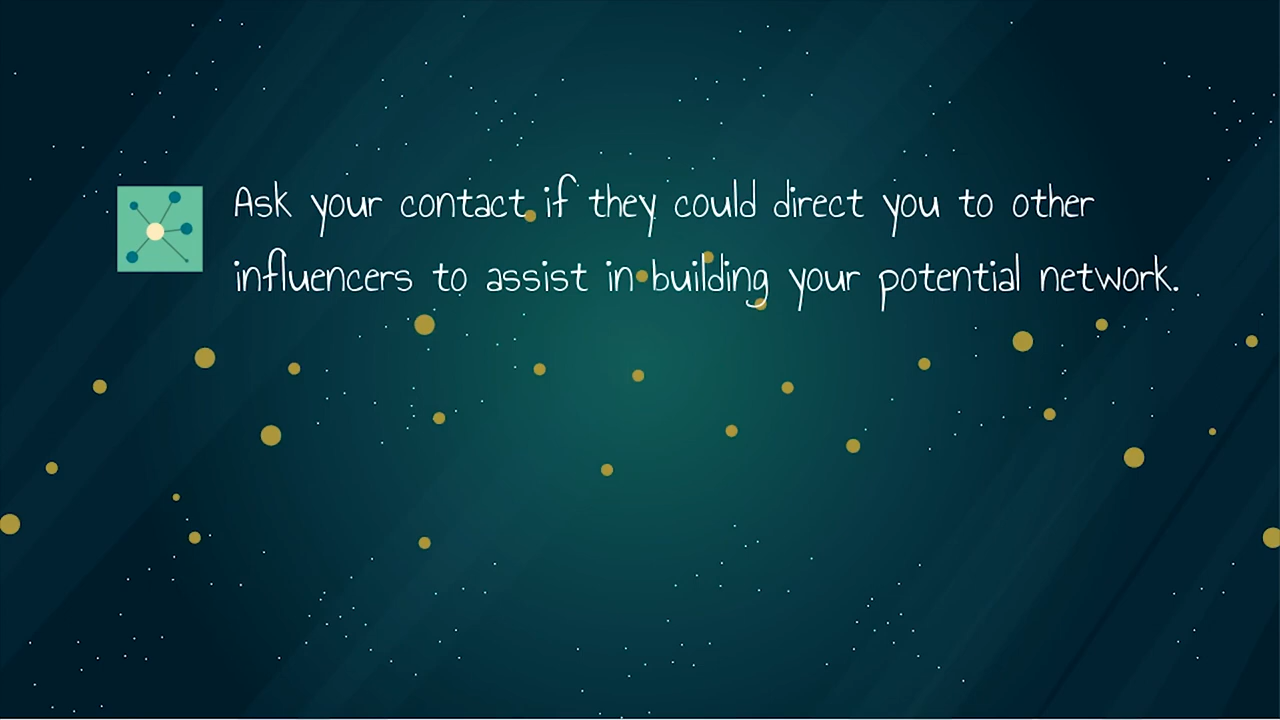 Ask your contact if they could direct you to other
influencers to assist in building your potential network.